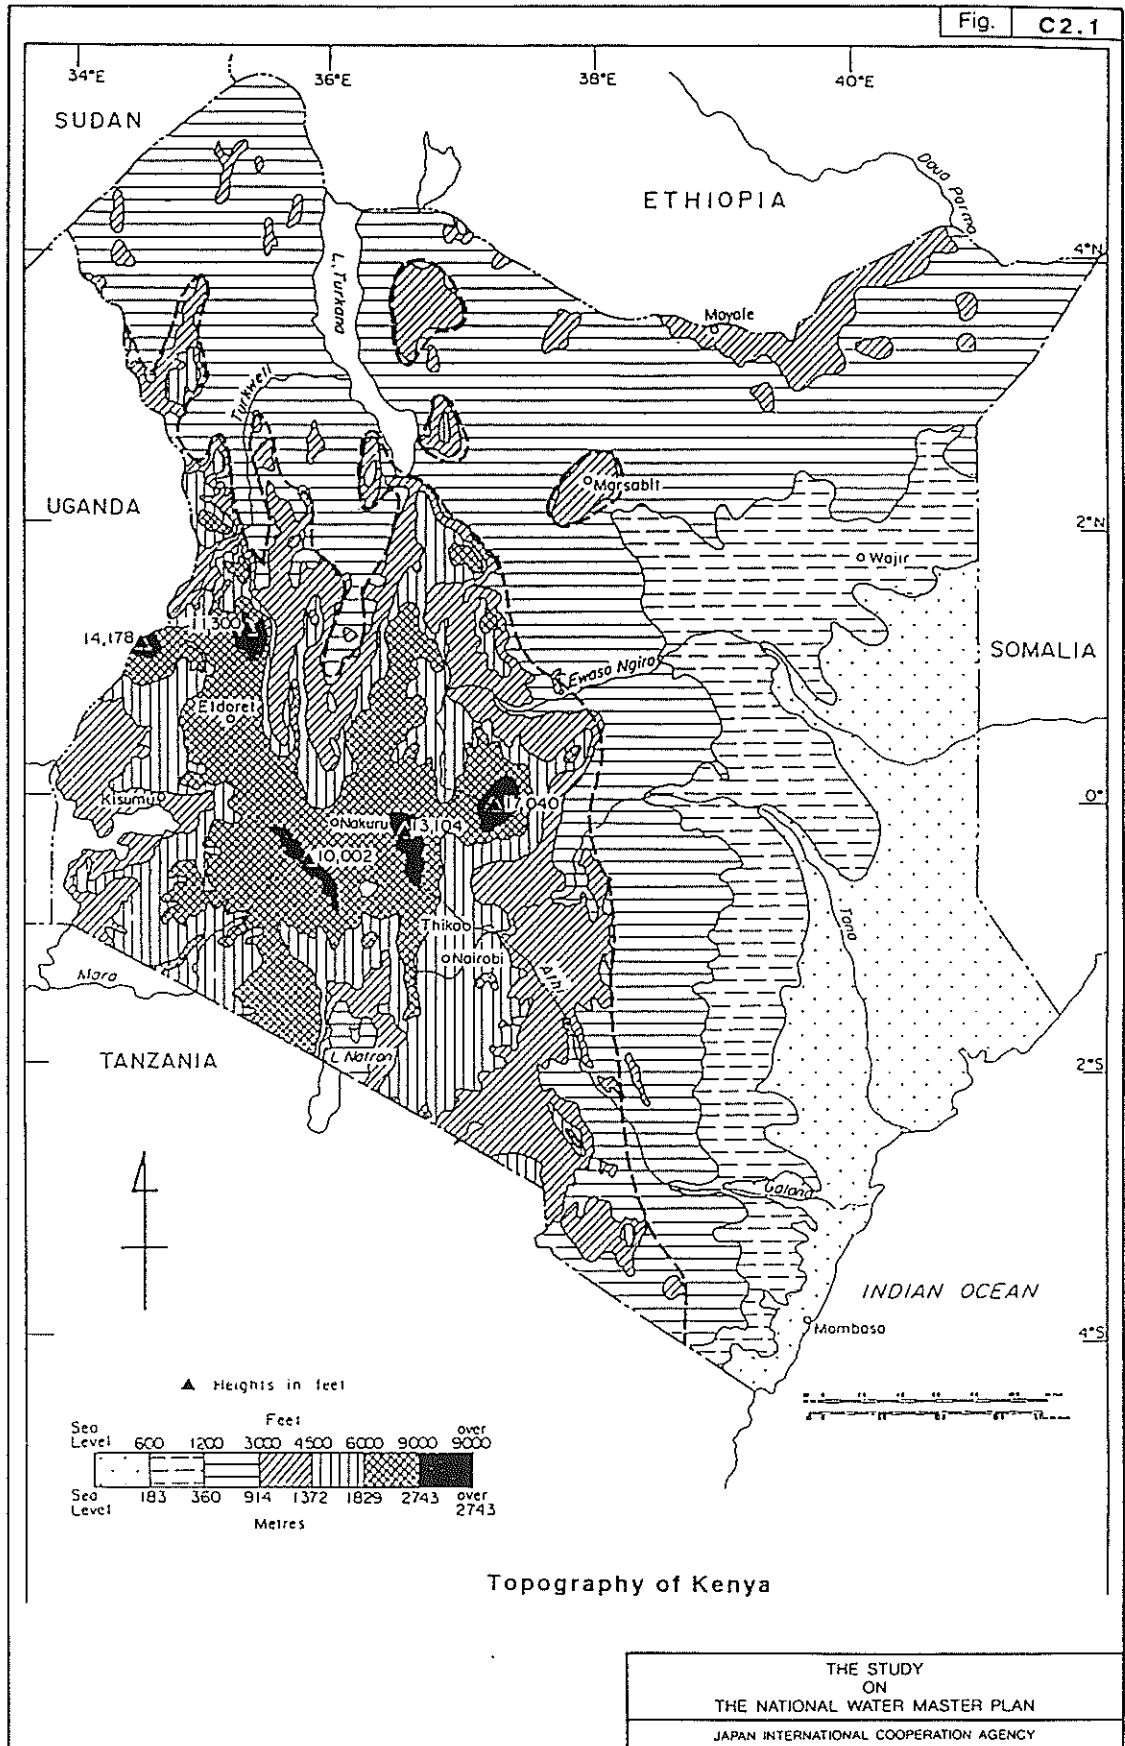 Fig. C2.1
34°E 36°E 38°E 40°E
SUDAN
ETHIOPIA
Daua Parma
4°N
L. Turkana
Moyale
Turkwell
Marsabit
UGANDA
2°N
Wajir
11,300
14,178
SOMALIA
Ewaso Ngiro
Eldoret
Kisumu
17,040
0°
Nakuru
13,104
10,002
Tana
Thika
Nairobi
Athi
Mara
TANZANIA
L. Natron
2°S
Galana
INDIAN OCEAN
Mombasa
4°S
Heights in feet
Feet
Sea Level 600 1200 3000 4500 6000 9000 over 9000
Sea Level 183 360 914 1372 1829 2743 over 2743
Metres
Topography of Kenya
THE STUDY
ON
THE NATIONAL WATER MASTER PLAN
JAPAN INTERNATIONAL COOPERATION AGENCY